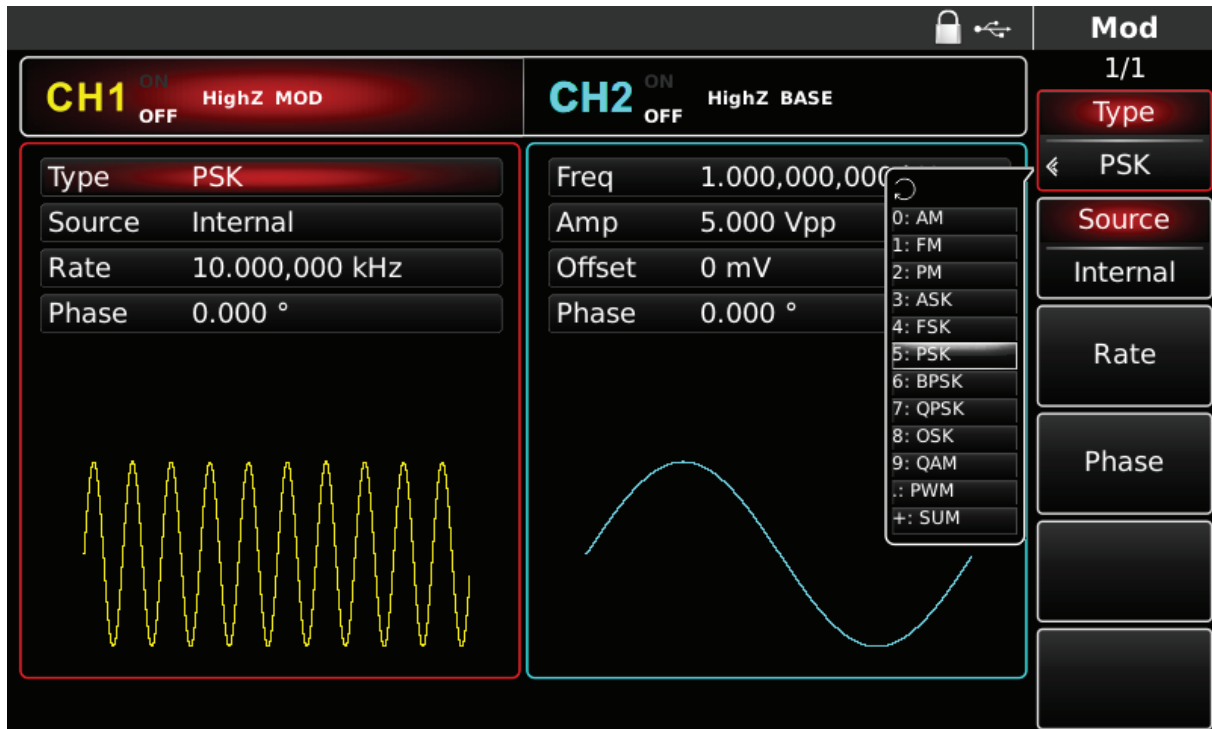 Mod
1/1
CH1 ON OFF HighZ MOD
CH2 ON OFF HighZ BASE
Type PSK
Source Internal
Rate 10.000,000 kHz
Phase 0.000 °
Freq 1.000,000,000
Amp 5.000 Vpp
Offset 0 mV
Phase 0.000 °
0: AM
1: FM
2: PM
3: ASK
4: FSK
5: PSK
6: BPSK
7: QPSK
8: OSK
9: QAM
.: PWM
+: SUM
Type
PSK
Source
Internal
Rate
Phase